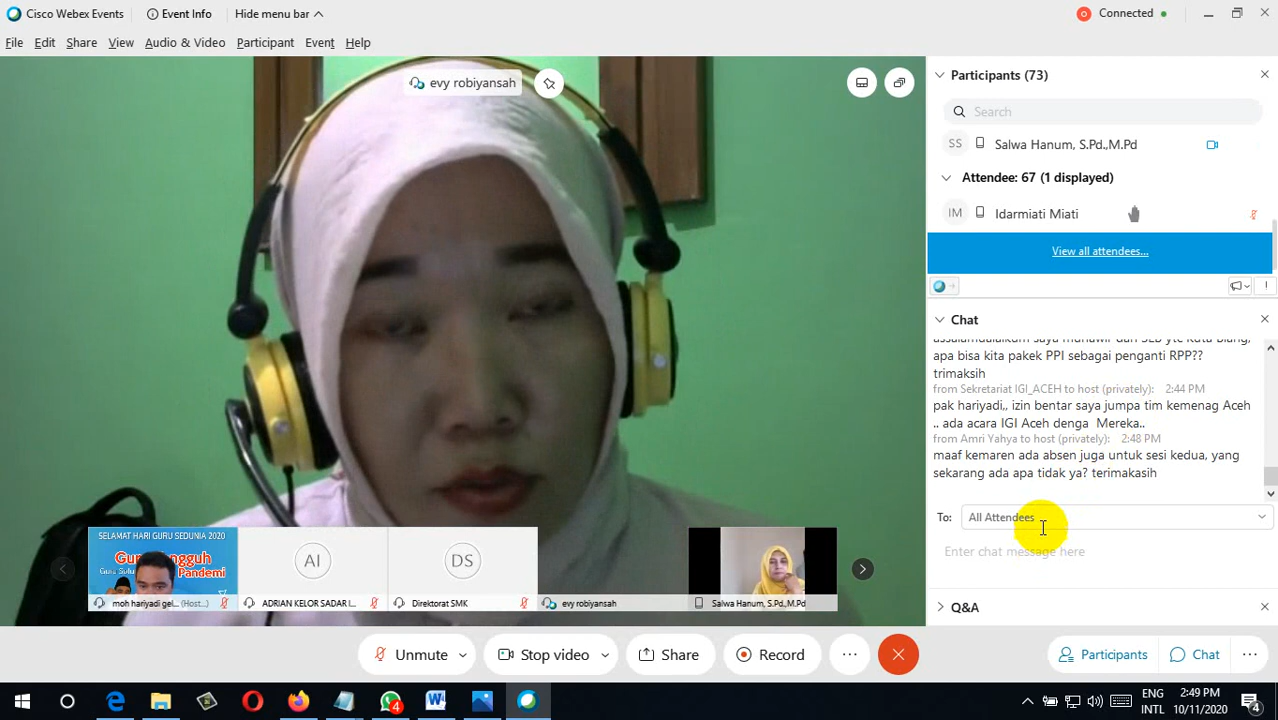 Cisco Webex Events
Event Info
Hide menu bar
Connected
File Edit Share View Audio & Video Participant Event Help
evy robiyansah
Participants (73)
Search
SS Salwa Hanum, S.Pd.,M.Pd
Attendee: 67 (1 displayed)
IM Idarmiati Miati
View all attendees...
Chat
apa bisa kita pakek PPI sebagai penganti RPP??
trimaksih
from Sekretariat IGI_ACEH to host (privately): 2:44 PM
pak hariyadi,, izin bentar saya jumpa tim kemenag Aceh
.. ada acara IGI Aceh denga Mereka..
from Amri Yahya to host (privately): 2:48 PM
maaf kemaren ada absen juga untuk sesi kedua, yang
sekarang ada apa tidak ya? terimakasih
To: All Attendees
Enter chat message here
Q&A
SELAMAT HARI GURU SEDUNIA 2020
Pandemi
AI
DS
moh hariyadi gel... (Host...)
ADRIAN KELOR SADAR I...
Direktorat SMK
evy robiyansah
Salwa Hanum, S.Pd.,M.Pd
Unmute
Stop video
Share
Record
Participants
Chat
4
ENG
INTL
2:49 PM
10/11/2020
4